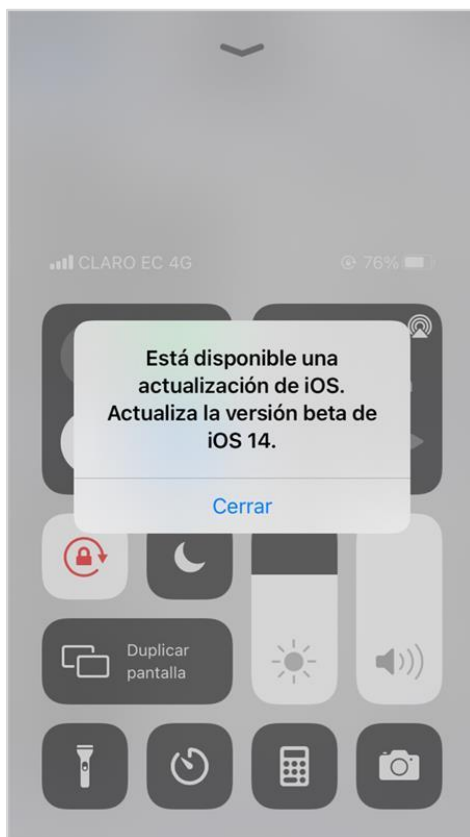 CLARO EC 4G 76%
Está disponible una
actualización de iOS.
Actualiza la versión beta de
iOS 14.
Cerrar
Duplicar
pantalla